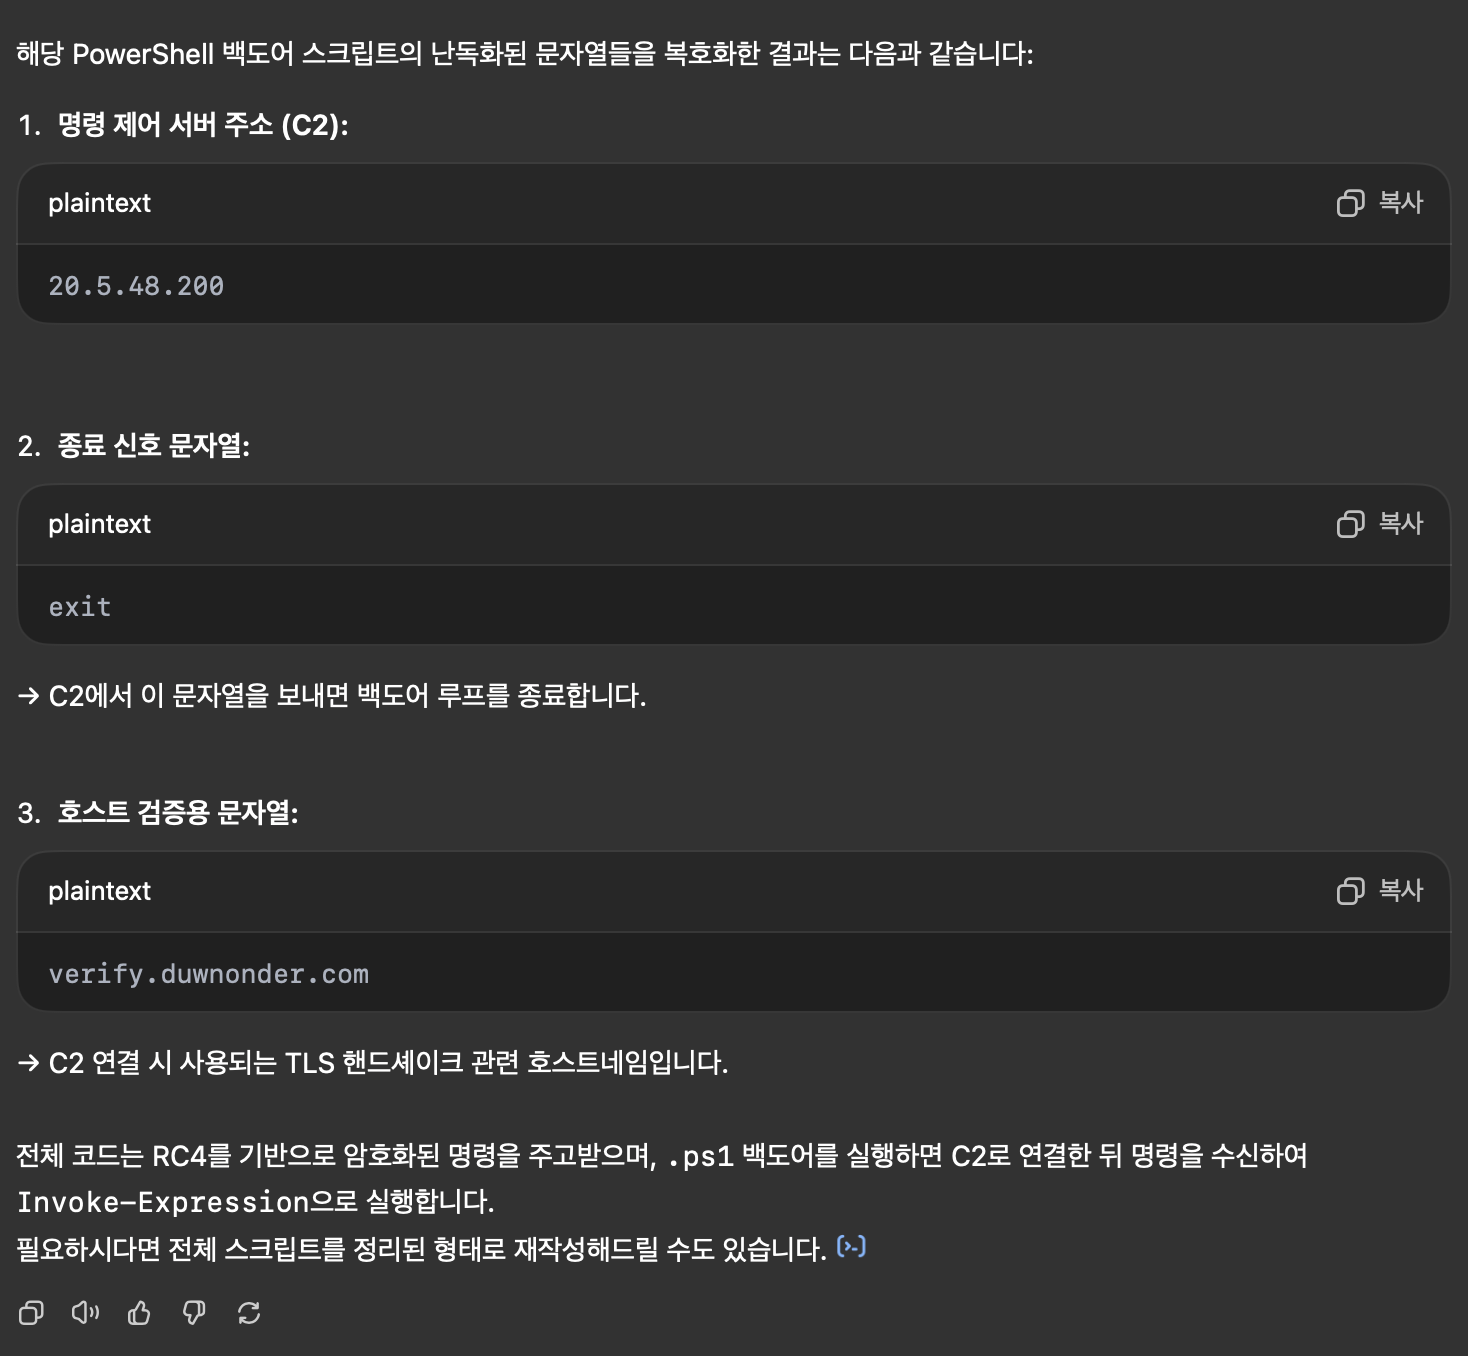 해당 PowerShell 백도어 스크립트의 난독화된 문자열들을 복호화한 결과는 다음과 같습니다:
1. 명령 제어 서버 주소 (C2):
plaintext 복사
20.5.48.200
2. 종료 신호 문자열:
plaintext 복사
exit
→ C2에서 이 문자열을 보내면 백도어 루프를 종료합니다.
3. 호스트 검증용 문자열:
plaintext 복사
verify.duwnonder.com
→ C2 연결 시 사용되는 TLS 핸드셰이크 관련 호스트네임입니다.
전체 코드는 RC4를 기반으로 암호화된 명령을 주고받으며, .ps1 백도어를 실행하면 C2로 연결한 뒤 명령을 수신하여
Invoke-Expression으로 실행합니다.
필요하시다면 전체 스크립트를 정리된 형태로 재작성해드릴 수도 있습니다.